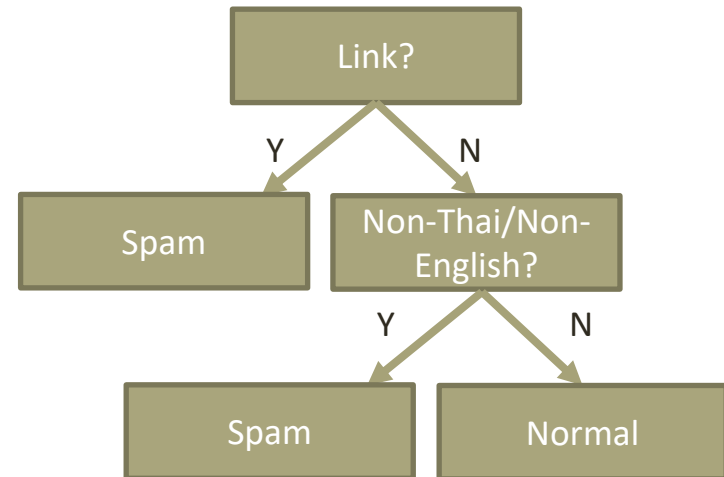 Link?
Y
N
Spam
Non-Thai/Non-
English?
Y
N
Spam
Normal